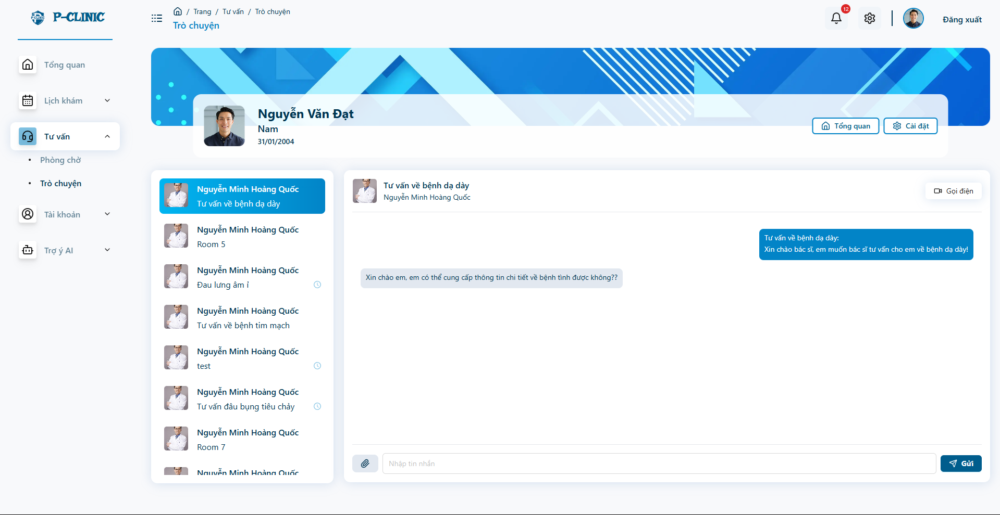 P-CLINIC
P-CLINIC
/ Trang / Tư vấn / Trò chuyện
Trò chuyện
12
Đăng xuất
Tổng quan
Lịch khám
Tư vấn
• Phòng chờ
• Trò chuyện
Tài khoản
Trợ ý AI
Nguyễn Văn Đạt
Nam
31/01/2004
Tổng quan
Cài đặt
Nguyễn Minh Hoàng Quốc
Tư vấn về bệnh dạ dày
Nguyễn Minh Hoàng Quốc
Room 5
Nguyễn Minh Hoàng Quốc
Đau lưng âm ỉ
Nguyễn Minh Hoàng Quốc
Tư vấn về bệnh tim mạch
Nguyễn Minh Hoàng Quốc
test
Nguyễn Minh Hoàng Quốc
Tư vấn đâu bụng tiêu chảy
Nguyễn Minh Hoàng Quốc
Room 7
Nguyễn Minh Hoàng Quốc
Tư vấn về bệnh dạ dày
Nguyễn Minh Hoàng Quốc
Gọi điện
Tư vấn về bệnh dạ dày:
Xin chào bác sĩ, em muốn bác sĩ tư vấn cho em về bệnh dạ dày!
Xin chào em, em có thể cung cấp thông tin chi tiết về bệnh tình được không??
Nhập tin nhắn
Gửi